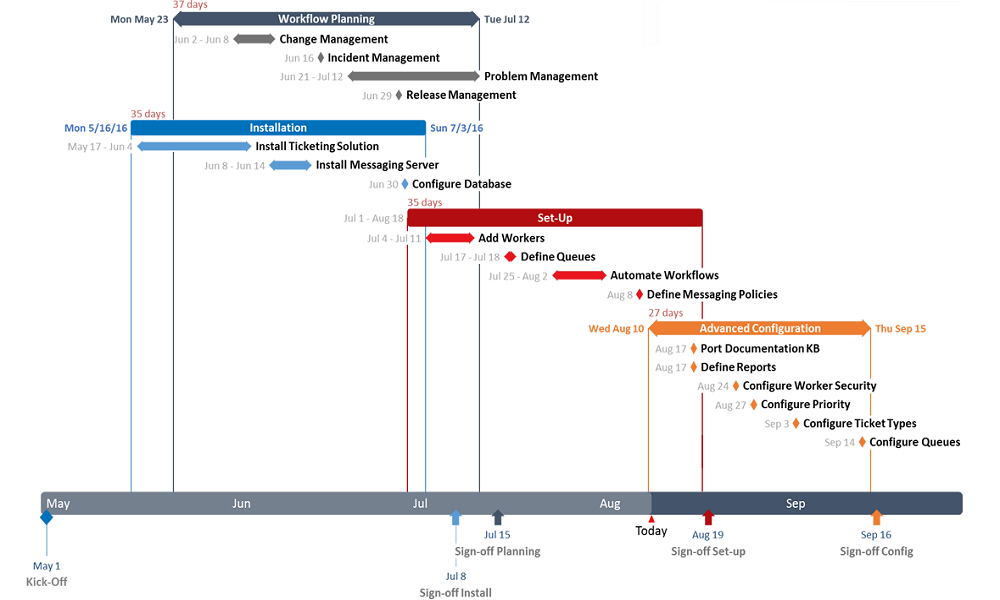 37 days
Mon May 23 Workflow Planning Tue Jul 12
Jun 2 - Jun 8 Change Management
Jun 16 Incident Management
Jun 21 - Jul 12 Problem Management
Jun 29 Release Management
35 days
Mon 5/16/16 Installation Sun 7/3/16
May 17 - Jun 4 Install Ticketing Solution
Jun 8 - Jun 14 Install Messaging Server
Jun 30 Configure Database
35 days
Jul 1 - Aug 18 Set-Up
Jul 4 - Jul 11 Add Workers
Jul 17 - Jul 18 Define Queues
Jul 25 - Aug 2 Automate Workflows
Aug 8 Define Messaging Policies
27 days
Wed Aug 10 Advanced Configuration Thu Sep 15
Aug 17 Port Documentation KB
Aug 17 Define Reports
Aug 24 Configure Worker Security
Aug 27 Configure Priority
Sep 3 Configure Ticket Types
Sep 14 Configure Queues
May Jun Jul Aug Sep
Today
Jul 15 Aug 19 Sep 16
Sign-off Planning Sign-off Set-up Sign-off Config
May 1
Kick-Off
Jul 8
Sign-off Install